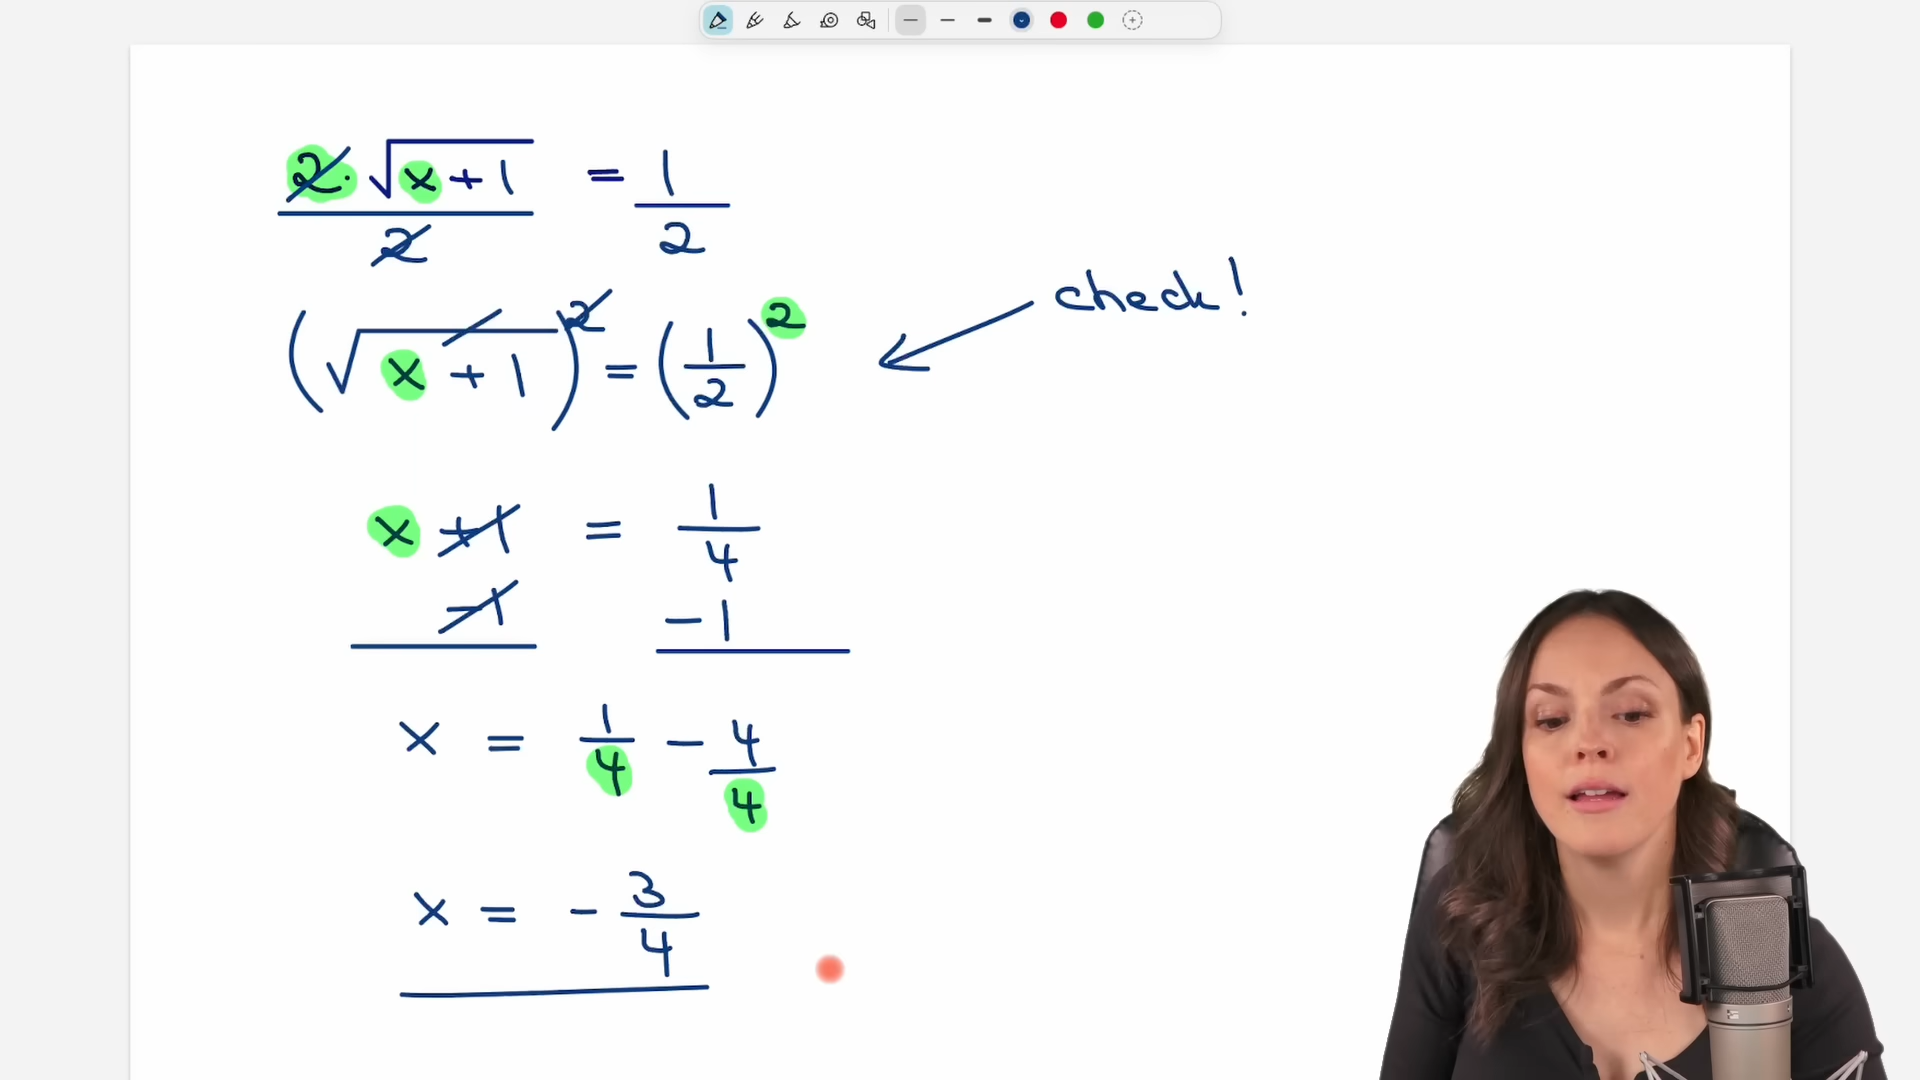 2·√(x+1) / 2 = 1/2
(√(x+1))² = (1/2)²
check!
x +1 = 1/4
-1 -1
x = 1/4 - 4/4
x = - 3/4